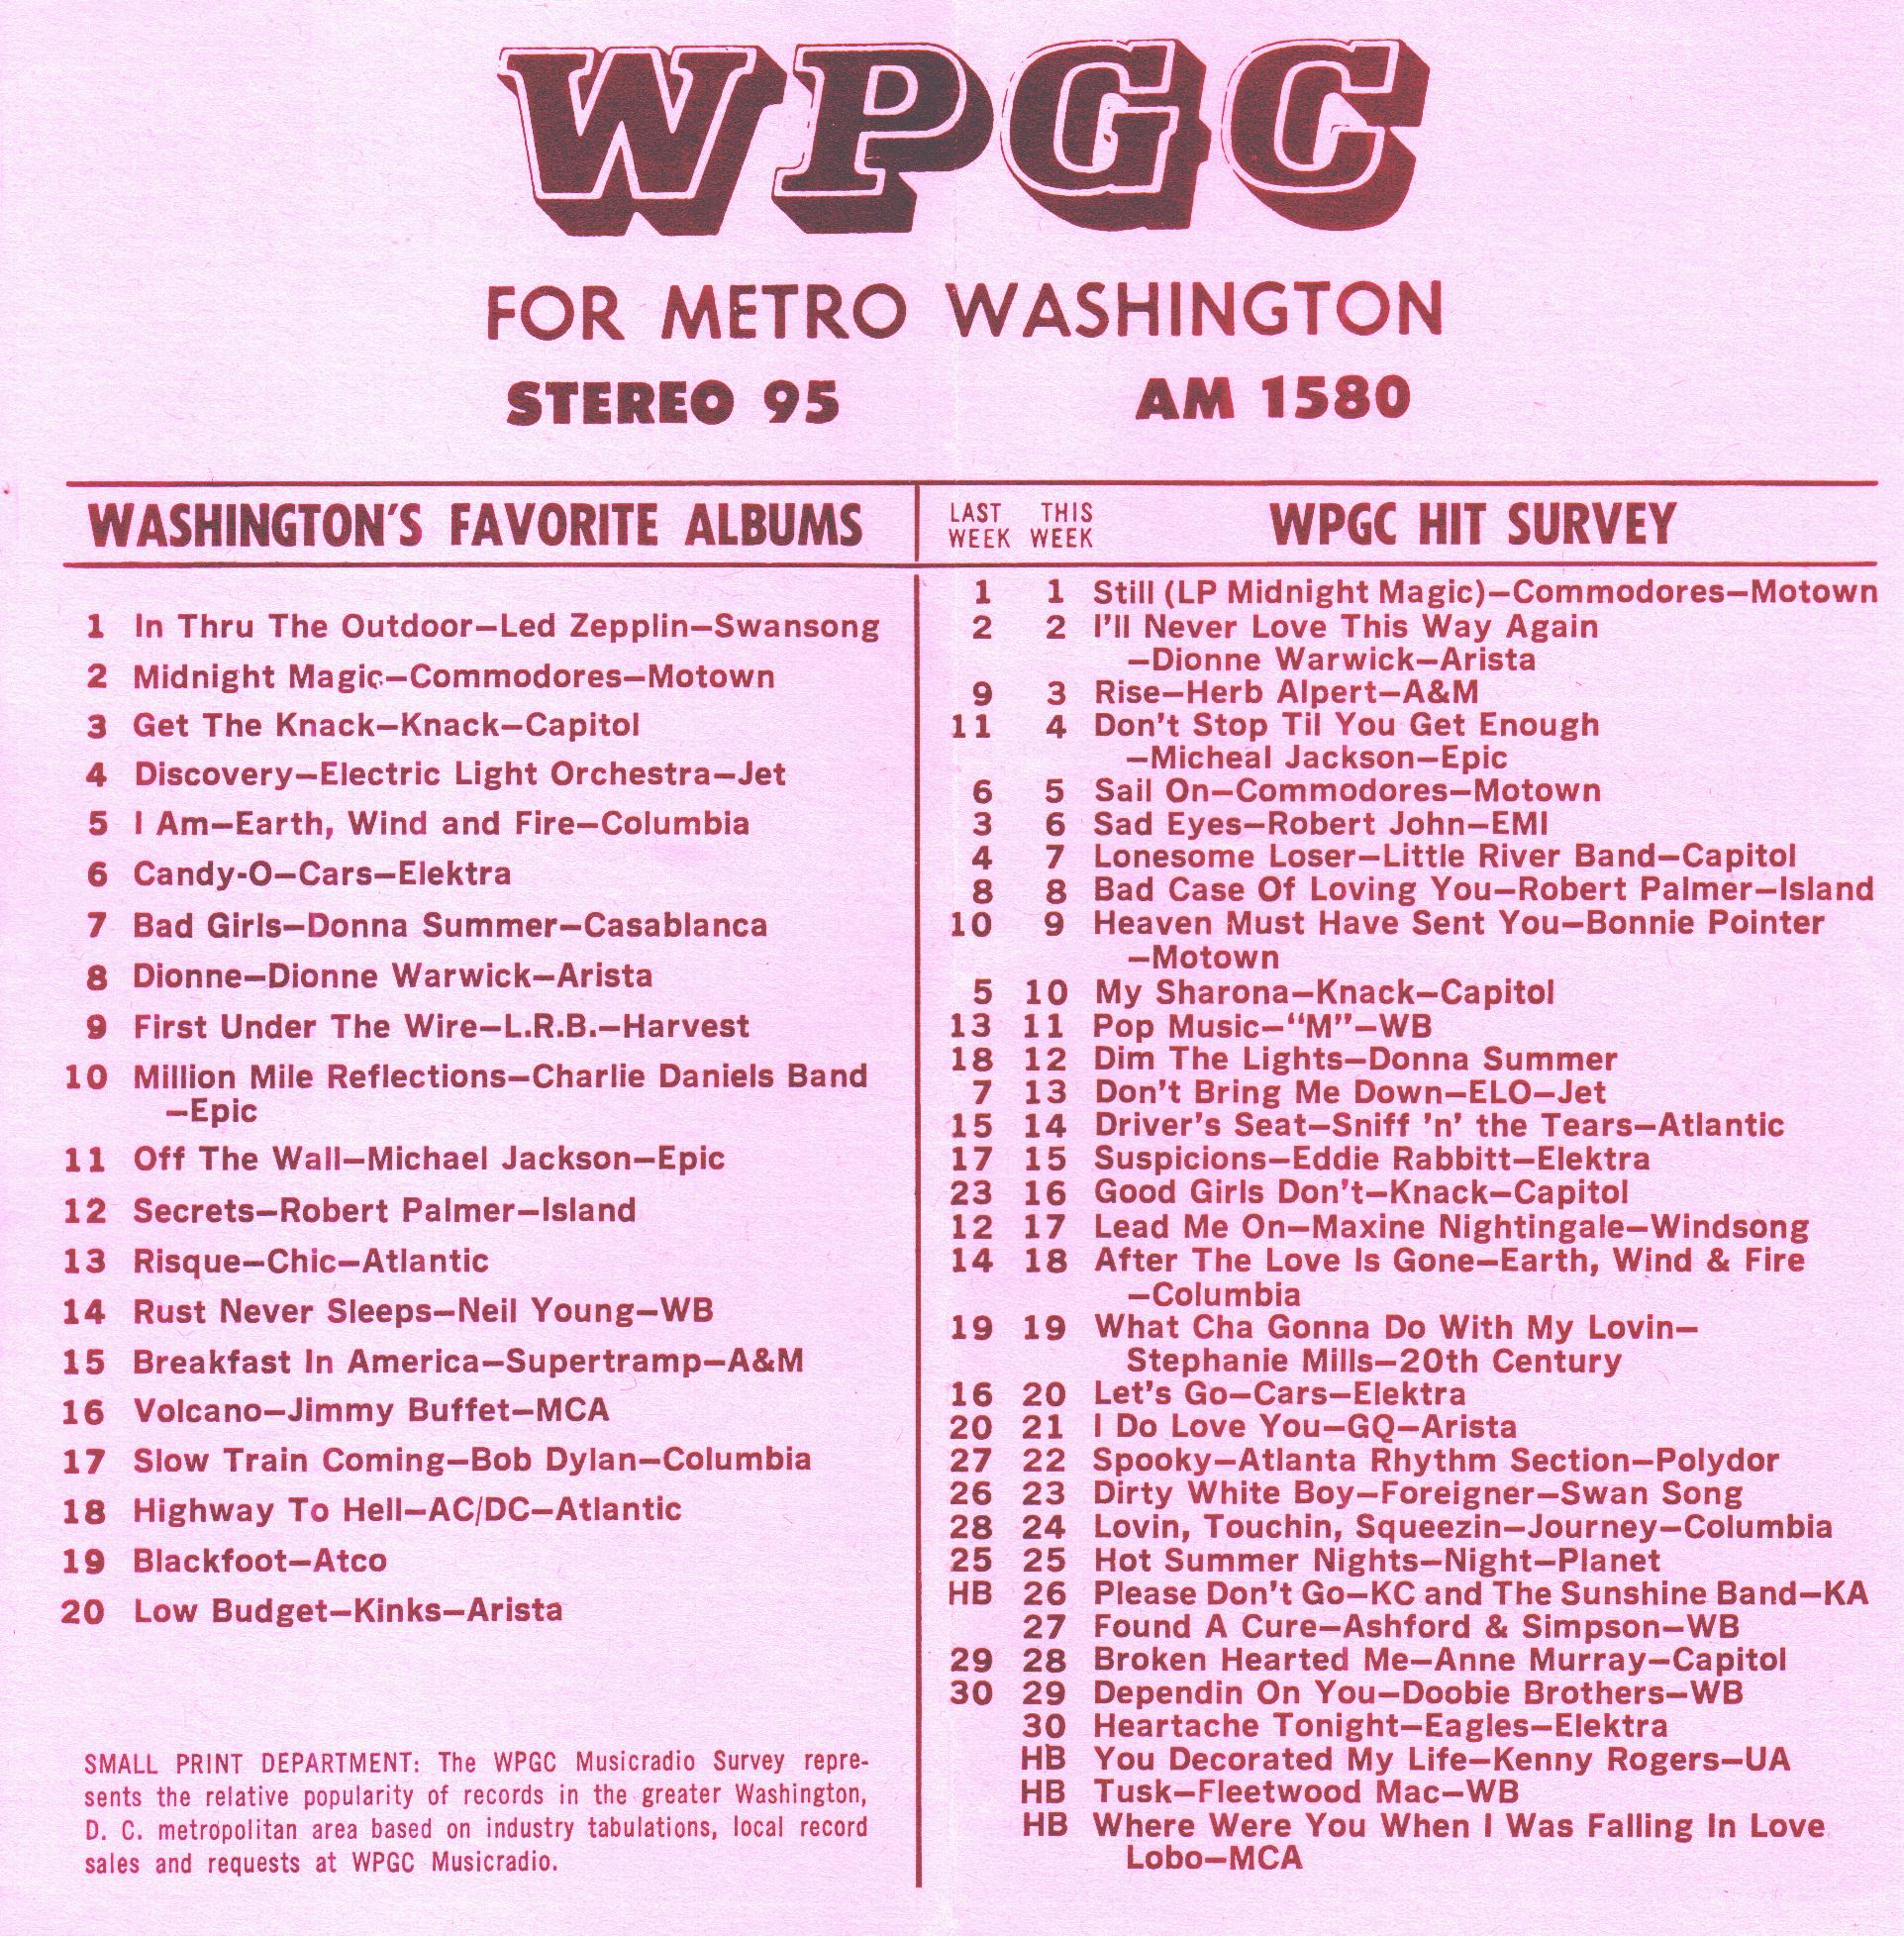 WPGC
FOR METRO WASHINGTON
STEREO 95 AM 1580
WASHINGTON'S FAVORITE ALBUMS
1 In Thru The Outdoor—Led Zepplin—Swansong
2 Midnight Magic—Commodores—Motown
3 Get The Knack—Knack—Capitol
4 Discovery—Electric Light Orchestra—Jet
5 I Am—Earth, Wind and Fire—Columbia
6 Candy-O—Cars—Elektra
7 Bad Girls—Donna Summer—Casablanca
8 Dionne—Dionne Warwick—Arista
9 First Under The Wire—L.R.B.—Harvest
10 Million Mile Reflections—Charlie Daniels Band
—Epic
11 Off The Wall—Michael Jackson—Epic
12 Secrets—Robert Palmer—Island
13 Risque—Chic—Atlantic
14 Rust Never Sleeps—Neil Young—WB
15 Breakfast In America—Supertramp—A&M
16 Volcano—Jimmy Buffet—MCA
17 Slow Train Coming—Bob Dylan—Columbia
18 Highway To Hell—AC/DC—Atlantic
19 Blackfoot—Atco
20 Low Budget—Kinks—Arista
SMALL PRINT DEPARTMENT: The WPGC Musicradio Survey repre-
sents the relative popularity of records in the greater Washington,
D. C. metropolitan area based on industry tabulations, local record
sales and requests at WPGC Musicradio.
LAST THIS
WEEK WEEK
WPGC HIT SURVEY
1 1 Still (LP Midnight Magic)—Commodores—Motown
2 2 I'll Never Love This Way Again
—Dionne Warwick—Arista
9 3 Rise—Herb Alpert—A&M
11 4 Don't Stop Til You Get Enough
—Micheal Jackson—Epic
6 5 Sail On—Commodores—Motown
3 6 Sad Eyes—Robert John—EMI
4 7 Lonesome Loser—Little River Band—Capitol
8 8 Bad Case Of Loving You—Robert Palmer—Island
10 9 Heaven Must Have Sent You—Bonnie Pointer
—Motown
5 10 My Sharona—Knack—Capitol
13 11 Pop Music—“M”—WB
18 12 Dim The Lights—Donna Summer
7 13 Don't Bring Me Down—ELO—Jet
15 14 Driver's Seat—Sniff 'n' the Tears—Atlantic
17 15 Suspicions—Eddie Rabbitt—Elektra
23 16 Good Girls Don't—Knack—Capitol
12 17 Lead Me On—Maxine Nightingale—Windsong
14 18 After The Love Is Gone—Earth, Wind & Fire
—Columbia
19 19 What Cha Gonna Do With My Lovin—
Stephanie Mills—20th Century
16 20 Let's Go—Cars—Elektra
20 21 I Do Love You—GQ—Arista
27 22 Spooky—Atlanta Rhythm Section—Polydor
26 23 Dirty White Boy—Foreigner—Swan Song
28 24 Lovin, Touchin, Squeezin—Journey—Columbia
25 25 Hot Summer Nights—Night—Planet
HB 26 Please Don't Go—KC and The Sunshine Band—KA
27 Found A Cure—Ashford & Simpson—WB
29 28 Broken Hearted Me—Anne Murray—Capitol
30 29 Dependin On You—Doobie Brothers—WB
30 Heartache Tonight—Eagles—Elektra
HB You Decorated My Life—Kenny Rogers—UA
HB Tusk—Fleetwood Mac—WB
HB Where Were You When I Was Falling In Love
Lobo—MCA